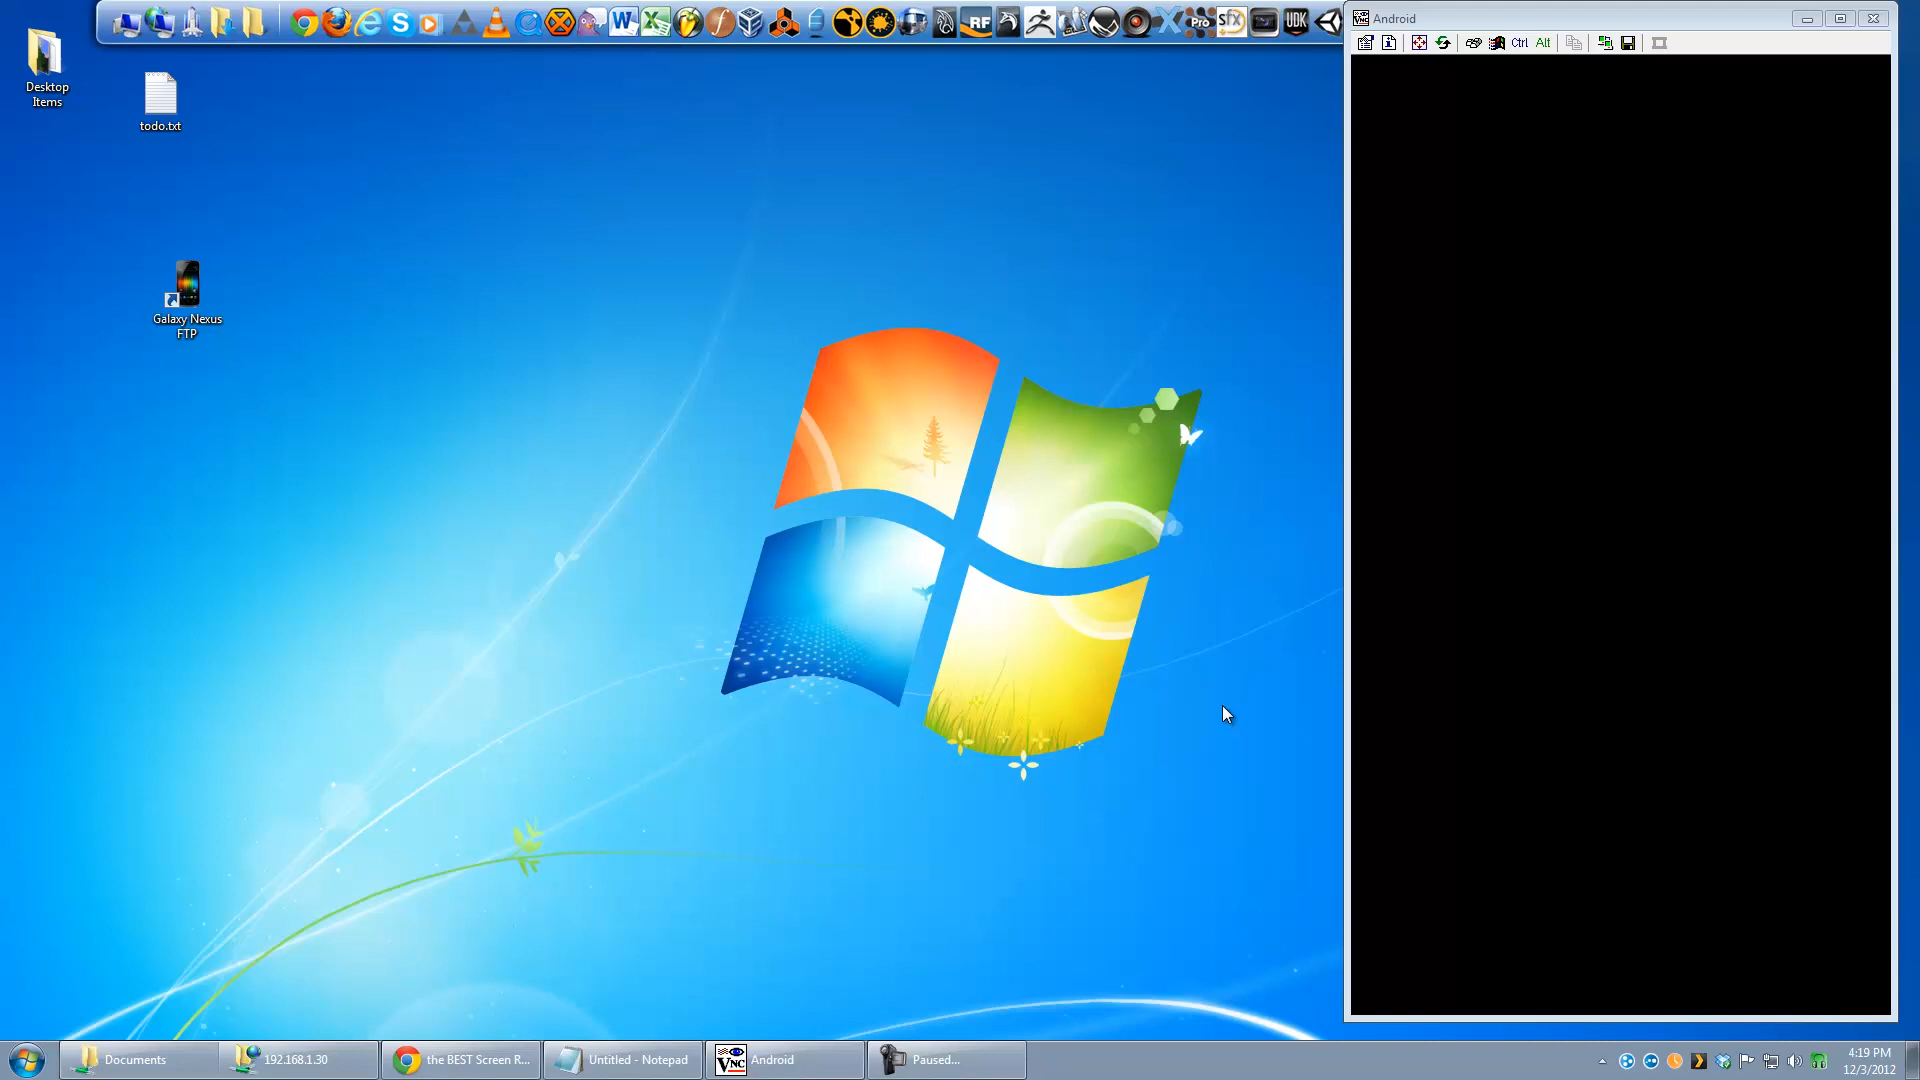 W
RF
Pro
sfx
UDK
Android
Ctrl Alt
Desktop
Items
todo.txt
Galaxy Nexus
FTP
Documents
192.168.1.30
the BEST Screen R...
Untitled - Notepad
VNC
Android
Paused...
4:19 PM
12/3/2012